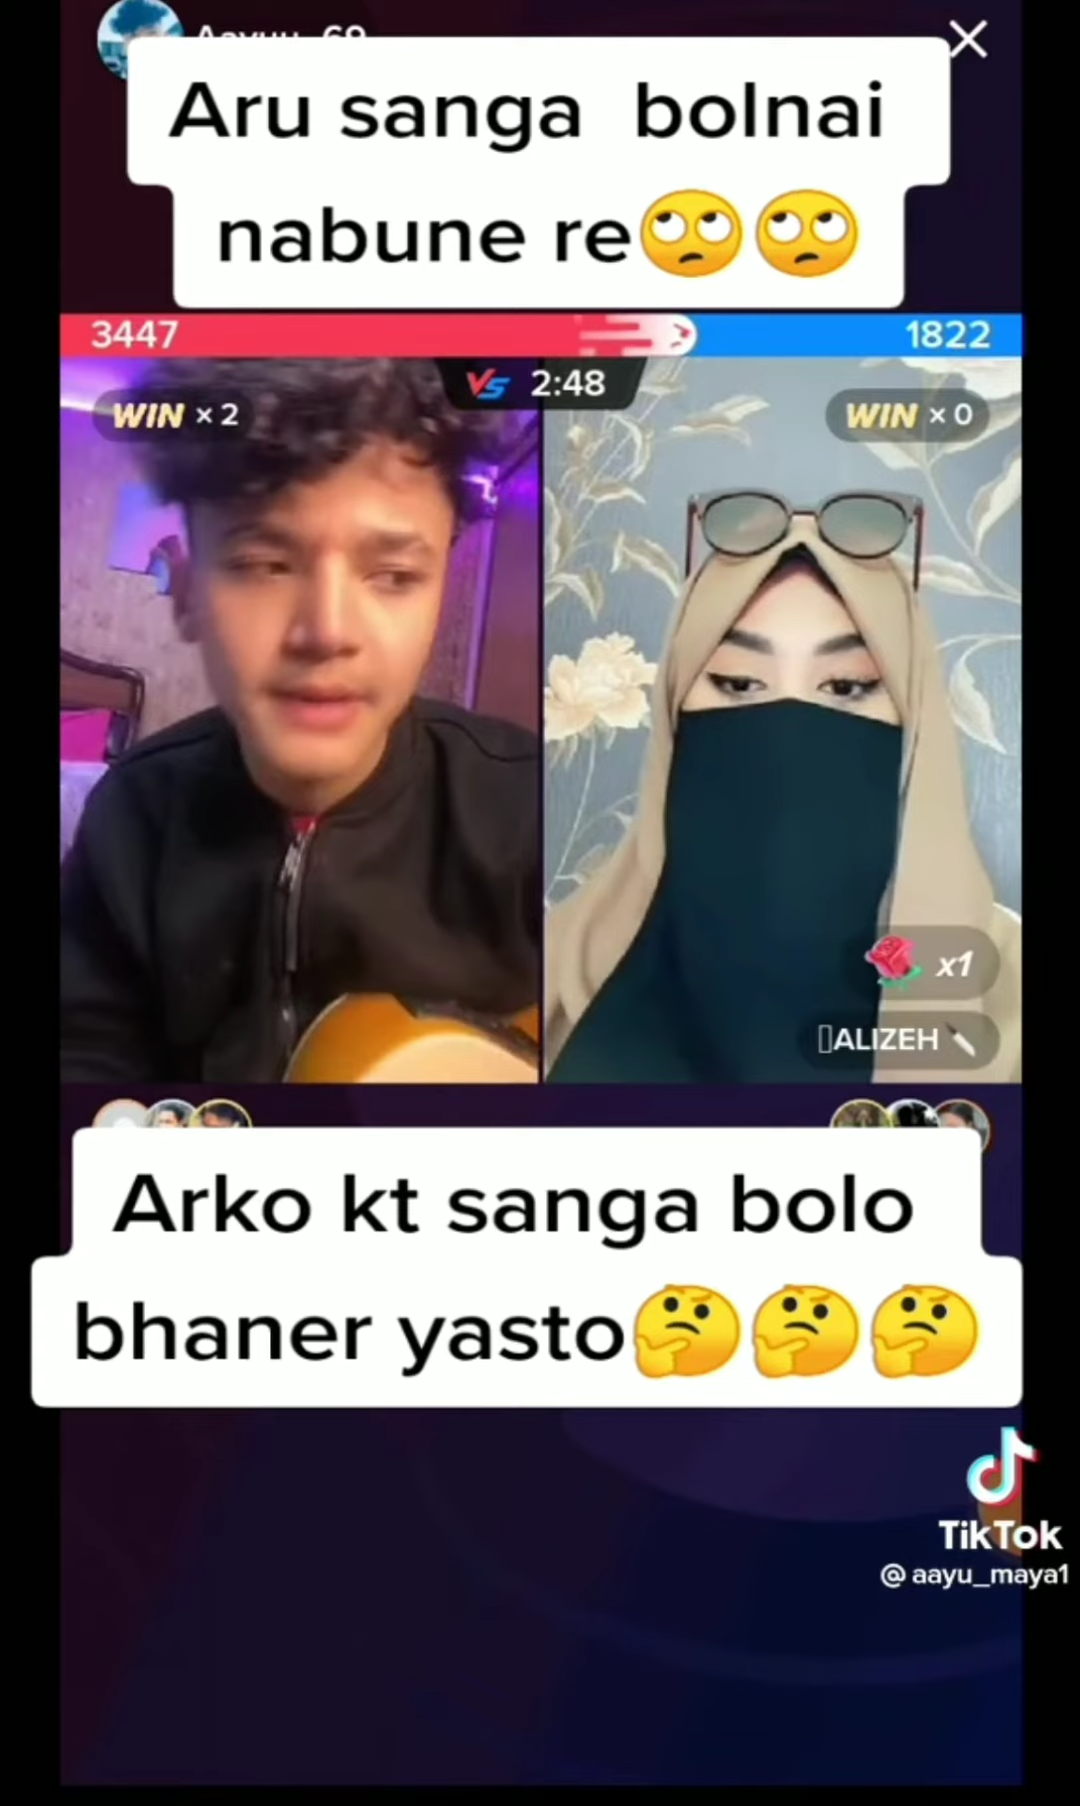 Aru sanga bolnai
nabune re🙄🙄
3447
1822
VS 2:48
WIN × 2
WIN × 0
x1
ALIZEH
Arko kt sanga bolo
bhaner yasto🤔🤔🤔
TikTok
@aayu_maya1